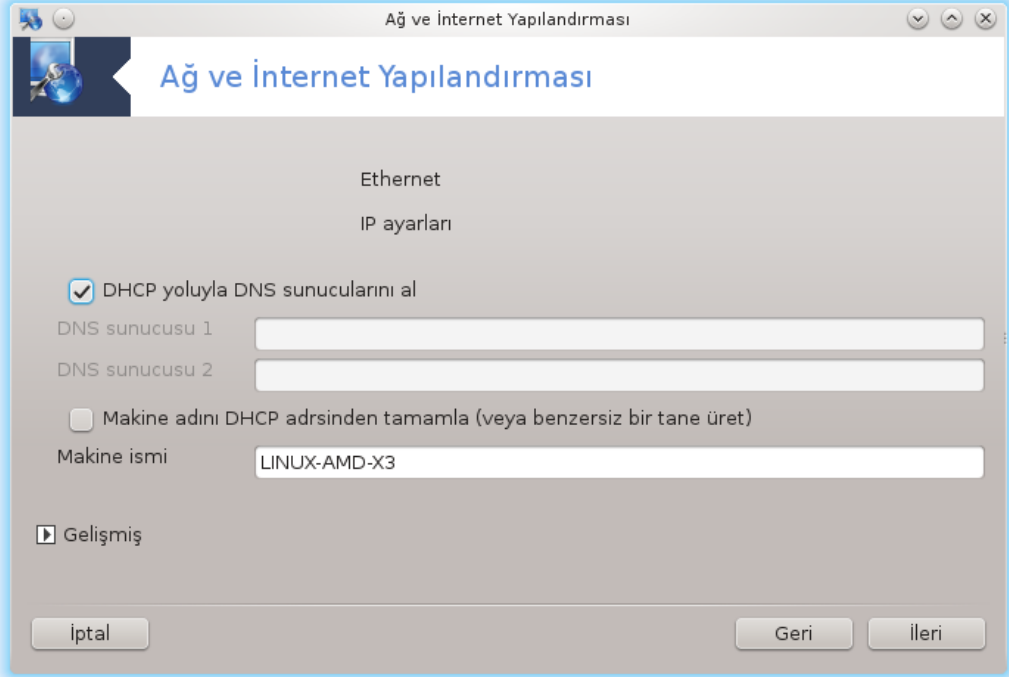 Ağ ve İnternet Yapılandırması
Ağ ve İnternet Yapılandırması
Ethernet
IP ayarları
DHCP yoluyla DNS sunucularını al
DNS sunucusu 1
DNS sunucusu 2
Makine adını DHCP adrsinden tamamla (veya benzersiz bir tane üret)
Makine ismi LINUX-AMD-X3
Gelişmiş
İptal Geri İleri